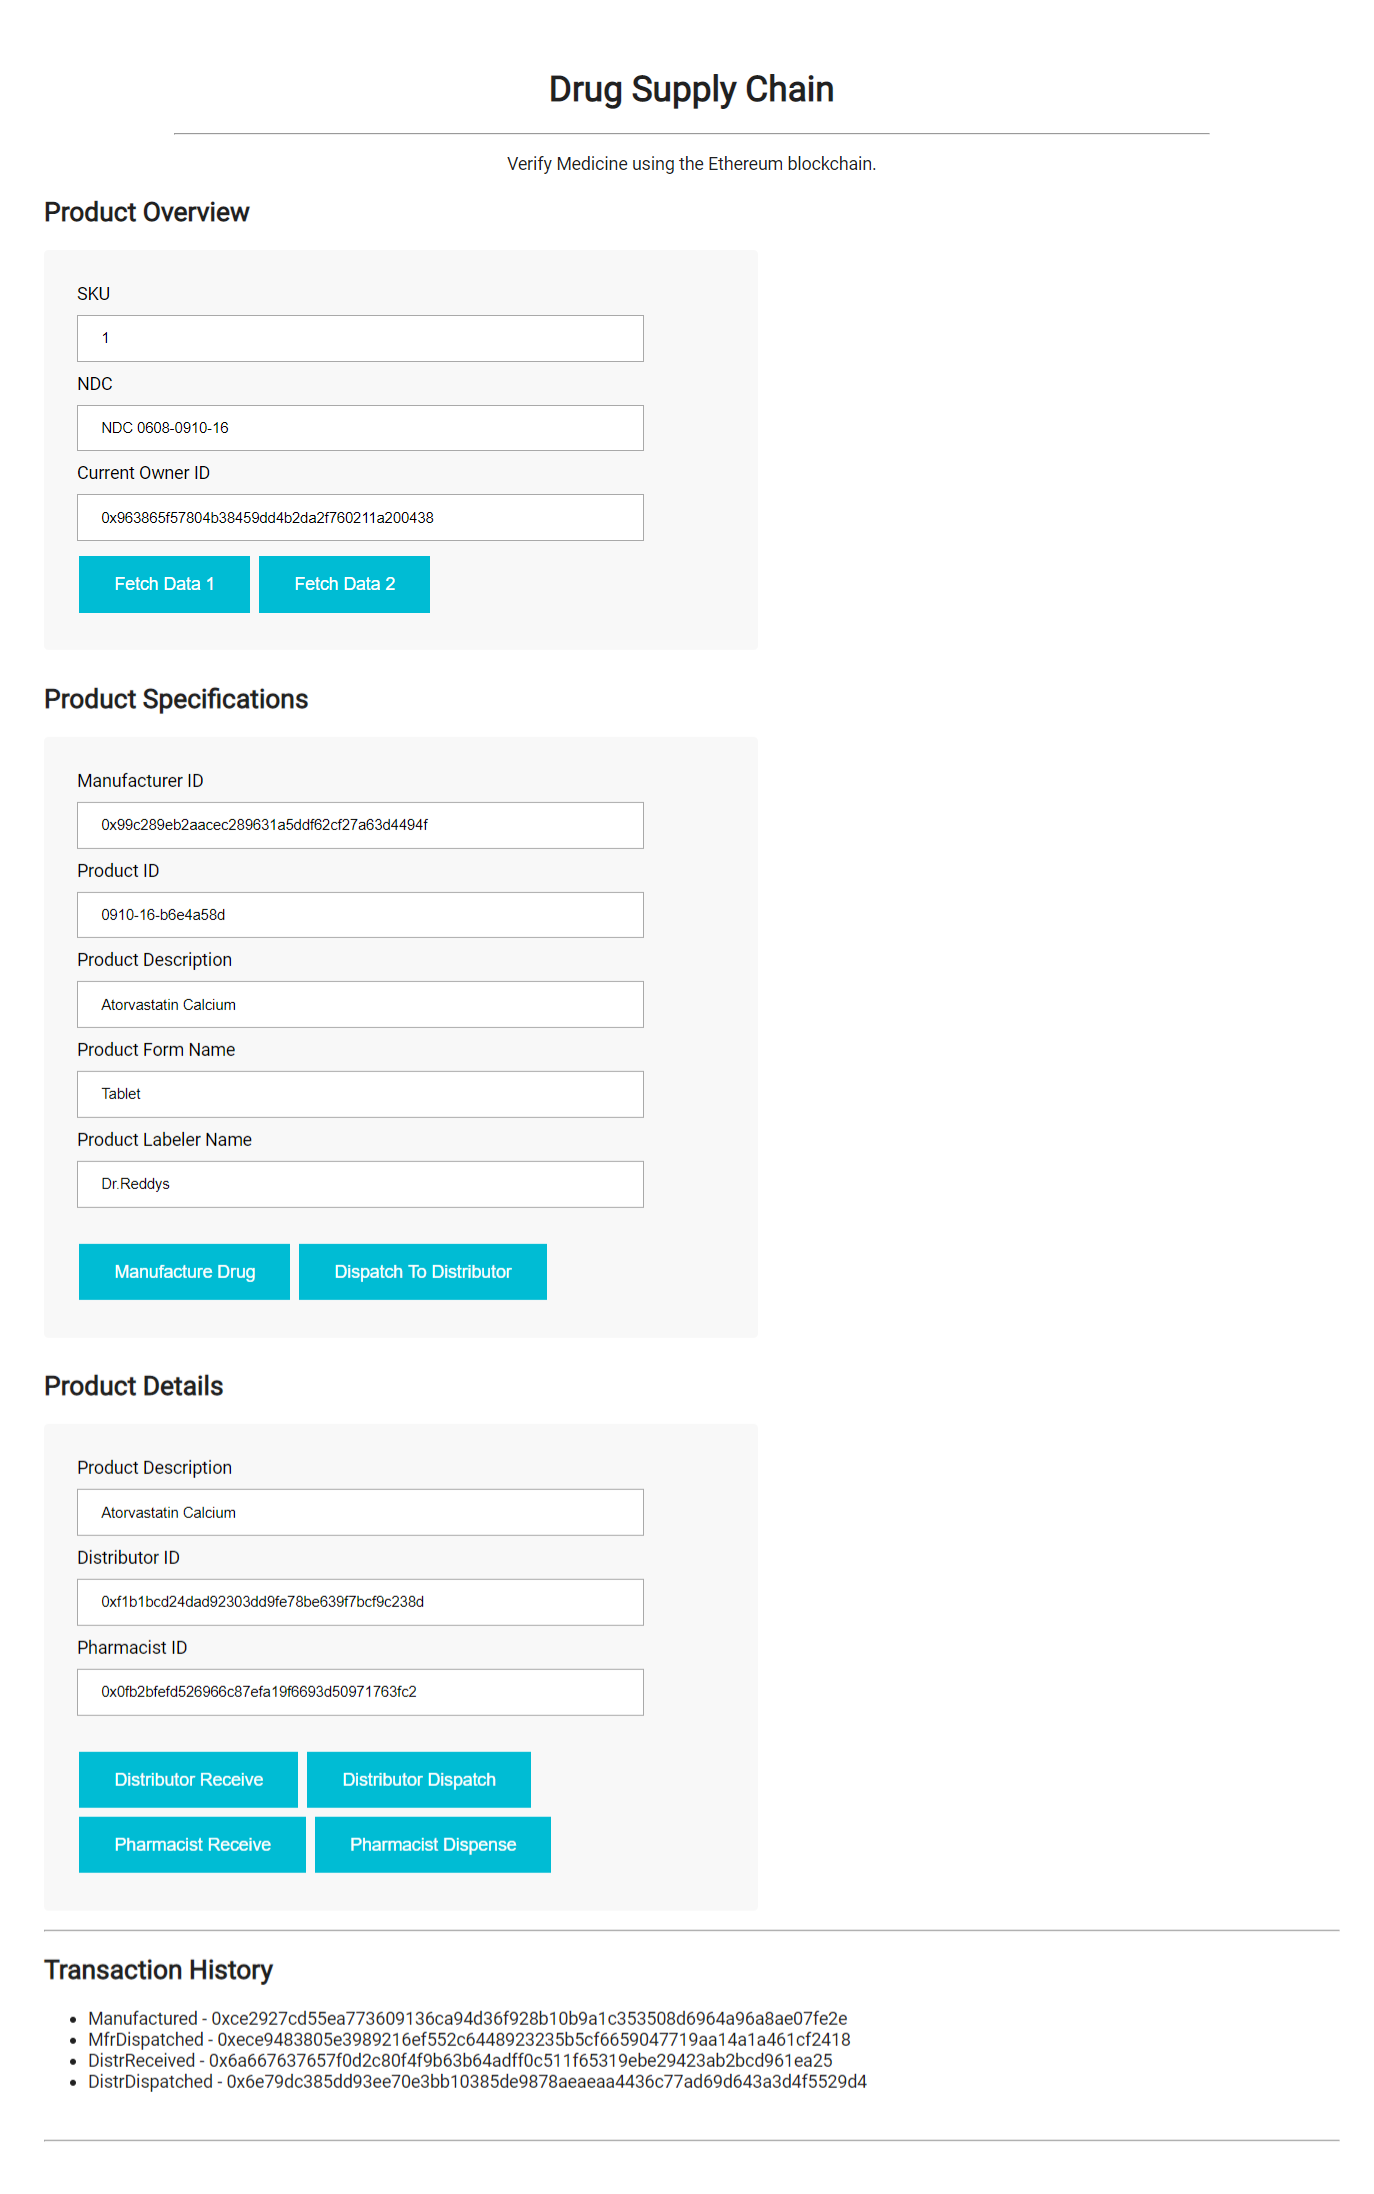 Drug Supply Chain
Verify Medicine using the Ethereum blockchain.
Product Overview
SKU
1
NDC
NDC 0608-0910-16
Current Owner ID
0x963865f57804b38459dd4b2da2f760211a200438
Fetch Data 1 Fetch Data 2
Product Specifications
Manufacturer ID
0x99c289eb2aacec289631a5ddf62cf27a63d4494f
Product ID
0910-16-b6e4a58d
Product Description
Atorvastatin Calcium
Product Form Name
Tablet
Product Labeler Name
Dr.Reddys
Manufacture Drug Dispatch To Distributor
Product Details
Product Description
Atorvastatin Calcium
Distributor ID
0xf1b1bcd24dad92303dd9fe78be639f7bcf9c238d
Pharmacist ID
0x0fb2bfefd526966c87efa19f6693d50971763fc2
Distributor Receive Distributor Dispatch
Pharmacist Receive Pharmacist Dispense
Transaction History
• Manufactured - 0xce2927cd55ea773609136ca94d36f928b10b9a1c353508d6964a96a8ae07fe2e
• MfrDispatched - 0xece9483805e3989216ef552c6448923235b5cf6659047719aa14a1a461cf2418
• DistrReceived - 0x6a667637657f0d2c80f4f9b63b64adff0c511f65319ebe29423ab2bcd961ea25
• DistrDispatched - 0x6e79dc385dd93ee70e3bb10385de9878aeaeaa4436c77ad69d643a3d4f5529d4